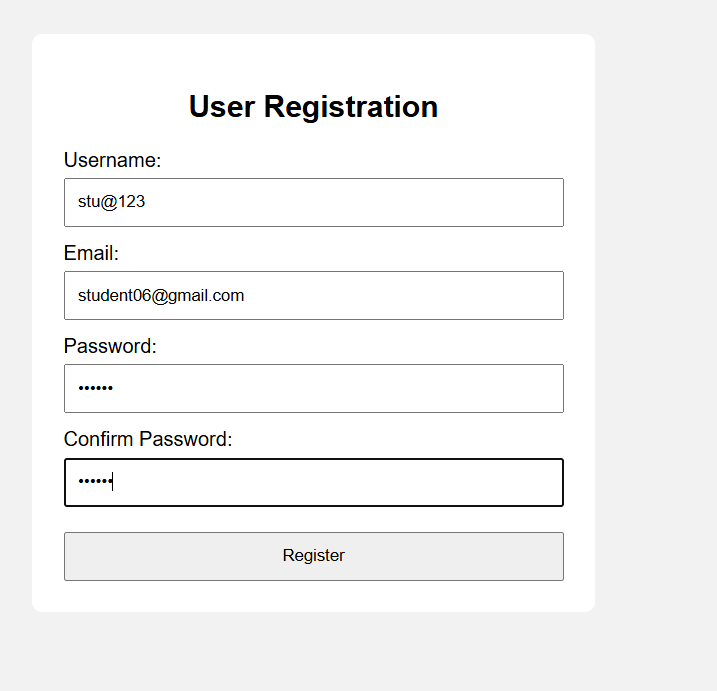 User Registration
Username:
stu@123
Email:
student06@gmail.com
Password:
••••••
Confirm Password:
••••••
Register